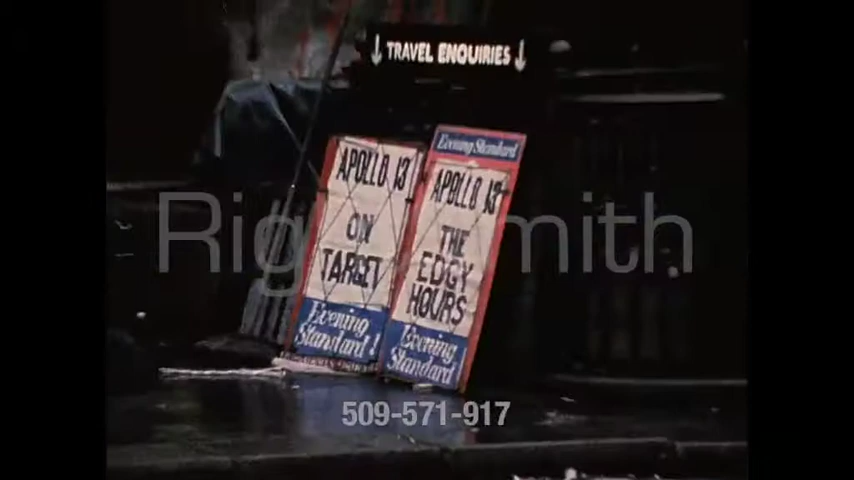 ↓ TRAVEL ENQUIRIES ↓
APOLLO 13
ON
TARGET
Evening
Standard!
Evening Standard
APOLLO 13
THE
EDGY
HOURS
Evening
Standard
RightSmith
509-571-917